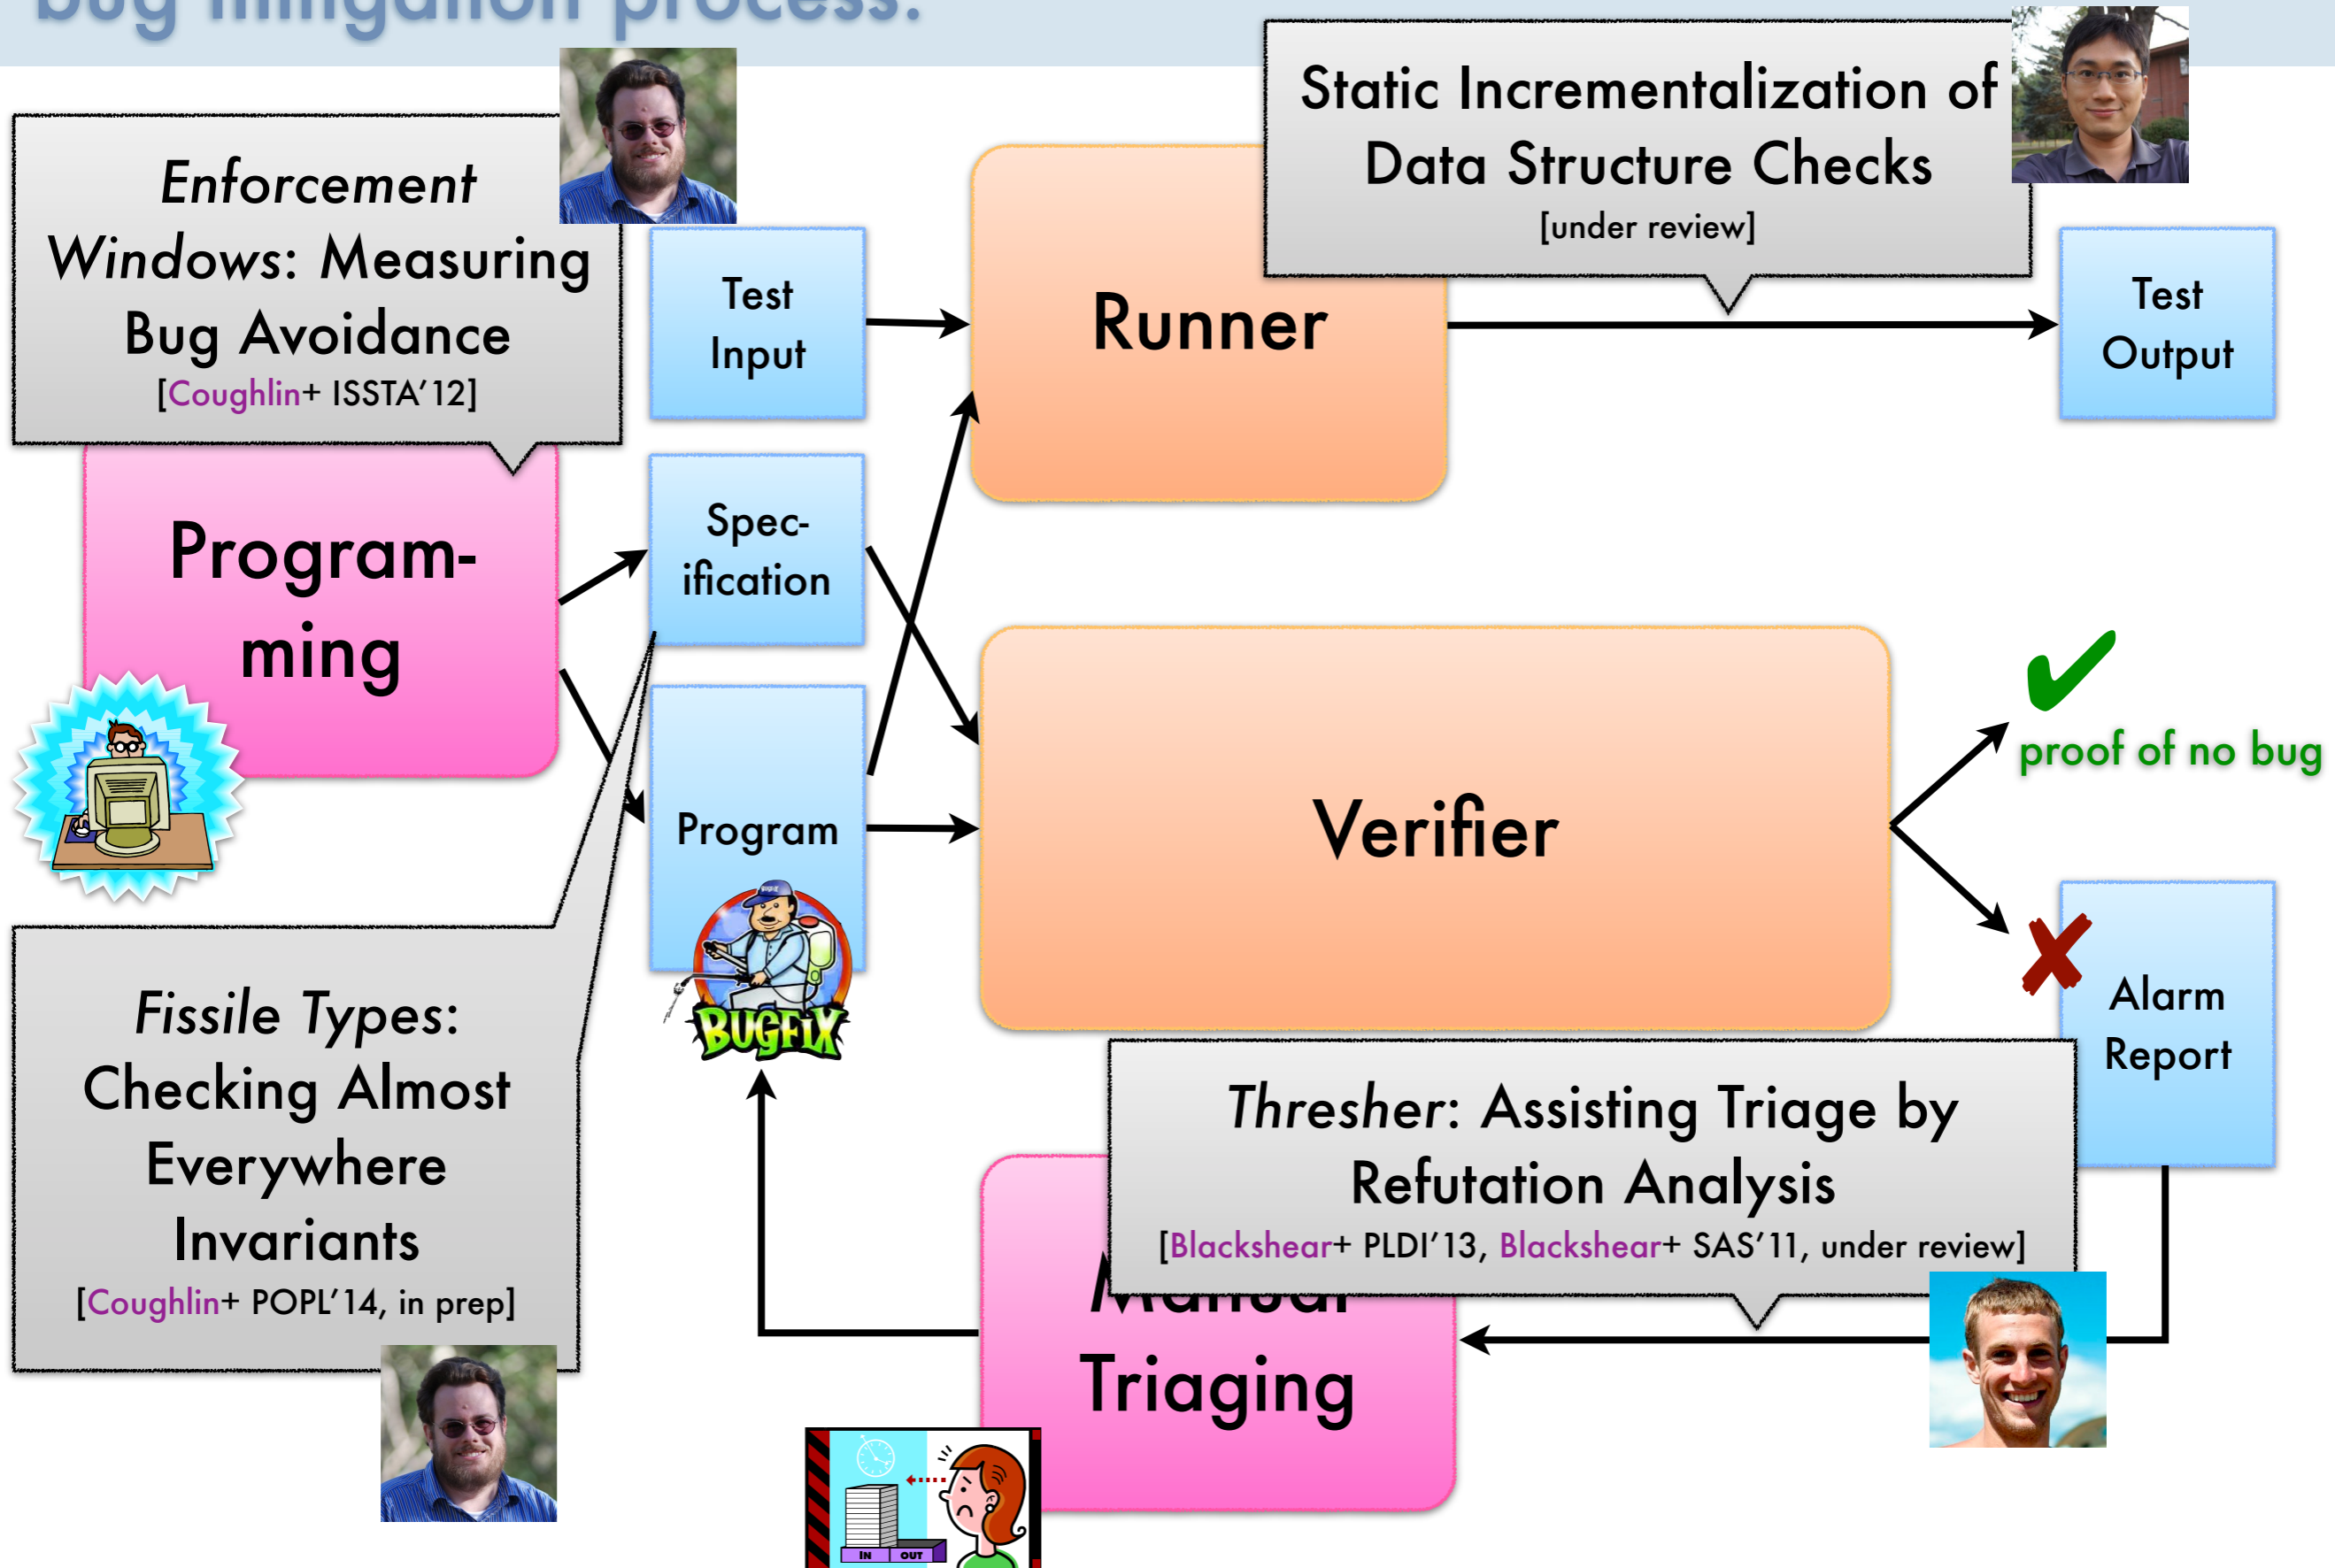 bug mitigation process.
Static Incrementalization of
Data Structure Checks
[under review]
Enforcement
Windows: Measuring
Bug Avoidance
[Coughlin+ ISSTA’12]
Test
Input
Runner
Test
Output
Program-
ming
Spec-
ification
Program
BUGFIX
Verifier
✔
proof of no bug
✘
Alarm
Report
Fissile Types:
Checking Almost
Everywhere
Invariants
[Coughlin+ POPL’14, in prep]
Thresher: Assisting Triage by
Refutation Analysis
[Blackshear+ PLDI’13, Blackshear+ SAS’11, under review]
Manual
Triaging
IN OUT